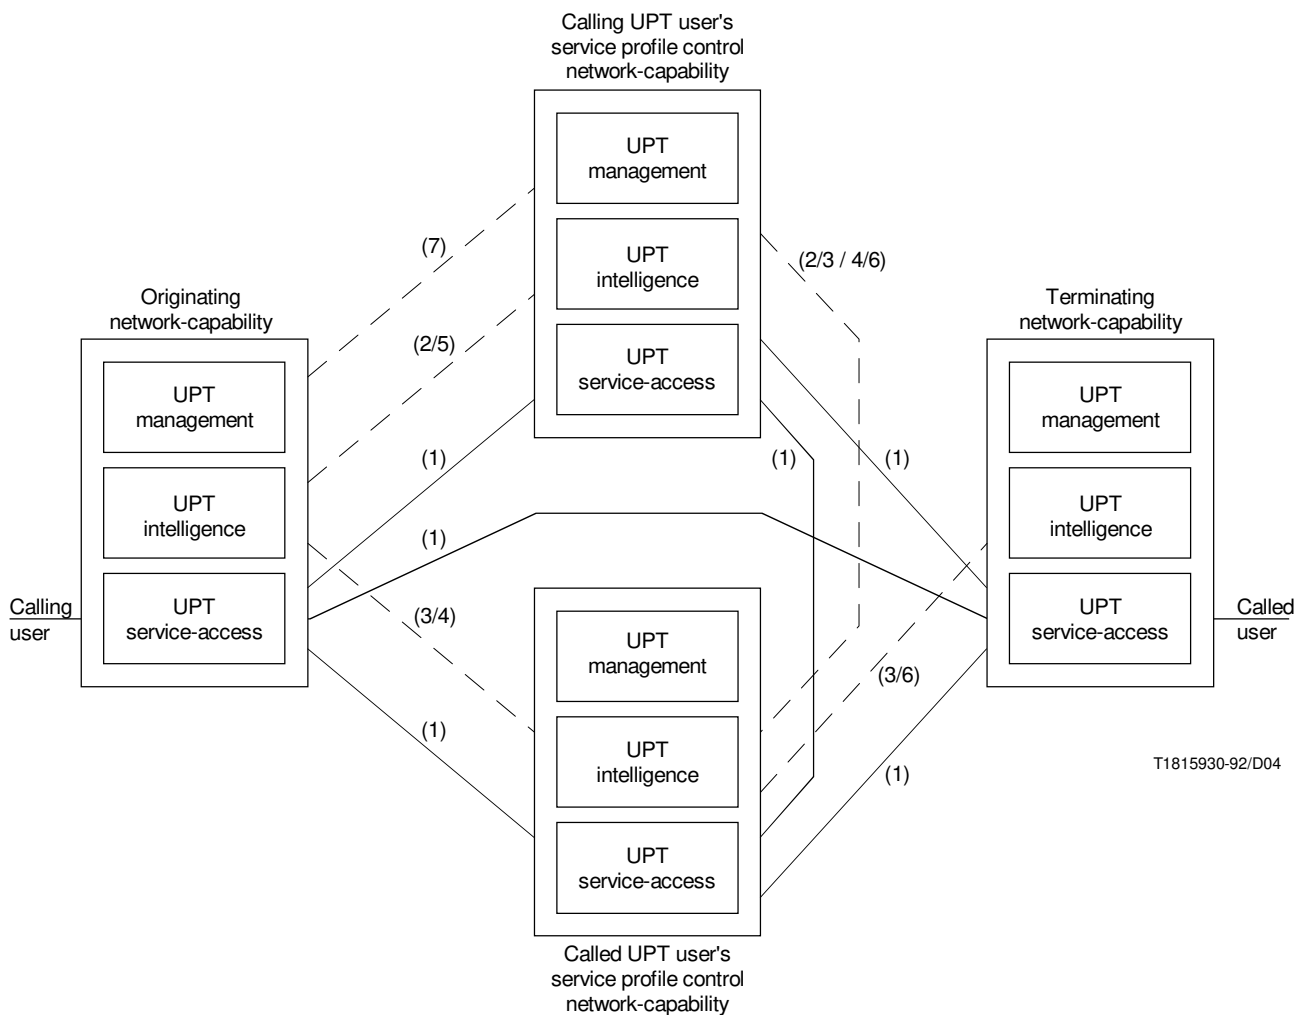 Calling UPT user's
service profile control
network-capability
UPT
management
UPT
intelligence
UPT
service-access
(7)
(2/5)
(1)
(2/3 / 4/6)
(1)
(1)
Originating
network-capability
UPT
management
UPT
intelligence
UPT
service-access
Calling
user
(1)
(3/4)
(1)
Terminating
network-capability
UPT
management
UPT
intelligence
UPT
service-access
Called
user
(3/6)
(1)
UPT
management
UPT
intelligence
UPT
service-access
Called UPT user's
service profile control
network-capability
T1815930-92/D04